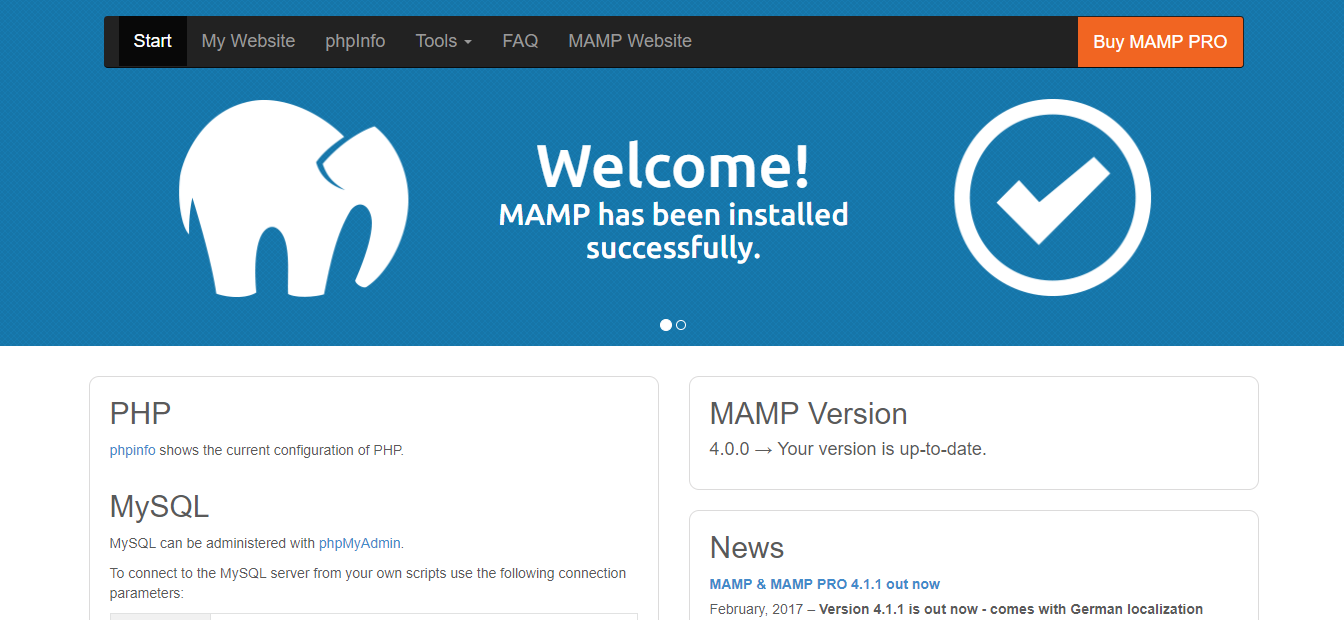 Start My Website phpInfo Tools FAQ MAMP Website Buy MAMP PRO
Welcome!
MAMP has been installed
successfully.
PHP
phpinfo shows the current configuration of PHP.
MySQL
MySQL can be administered with phpMyAdmin.
To connect to the MySQL server from your own scripts use the following connection
parameters:
MAMP Version
4.0.0 → Your version is up-to-date.
News
MAMP & MAMP PRO 4.1.1 out now
February, 2017 – Version 4.1.1 is out now - comes with German localization